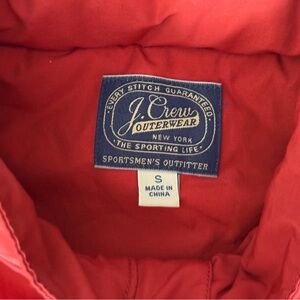 EVERY STITCH GUARANTEED
J. Crew
OUTERWEAR
NEW YORK
"THE SPORTING LIFE"
SPORTSMEN'S OUTFITTER
S
MADE IN
CHINA